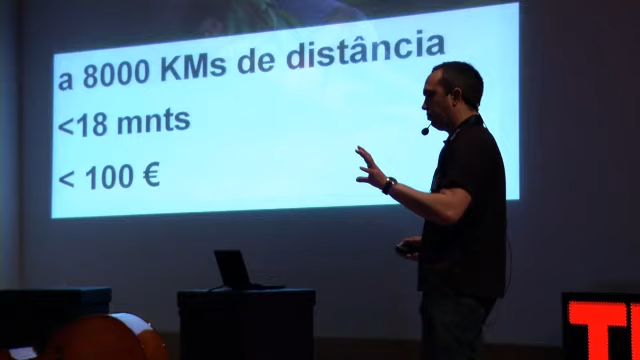 a 8000 KMs de distância
<18 mnts
< 100 €